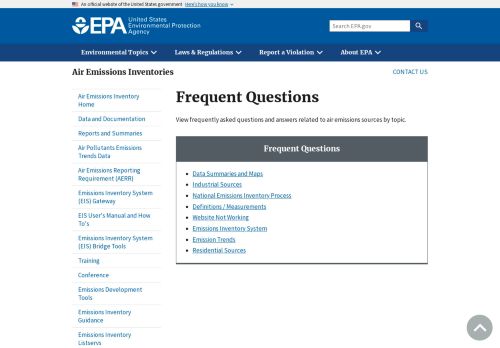 An official website of the United States government Here's how you know
EPA United States
Environmental Protection
Agency
Search EPA.gov
Environmental Topics
Laws & Regulations
Report a Violation
About EPA
Air Emissions Inventories
CONTACT US
Air Emissions Inventory
Home
Data and Documentation
Reports and Summaries
Air Pollutants Emissions
Trends Data
Air Emissions Reporting
Requirement (AERR)
Emissions Inventory System
(EIS) Gateway
EIS User's Manual and How
To's
Emissions Inventory System
(EIS) Bridge Tools
Training
Conference
Emissions Development
Tools
Emissions Inventory
Guidance
Emissions Inventory
Listservs
Frequent Questions
View frequently asked questions and answers related to air emissions sources by topic.
Frequent Questions
Data Summaries and Maps
Industrial Sources
National Emissions Inventory Process
Definitions / Measurements
Website Not Working
Emissions Inventory System
Emission Trends
Residential Sources